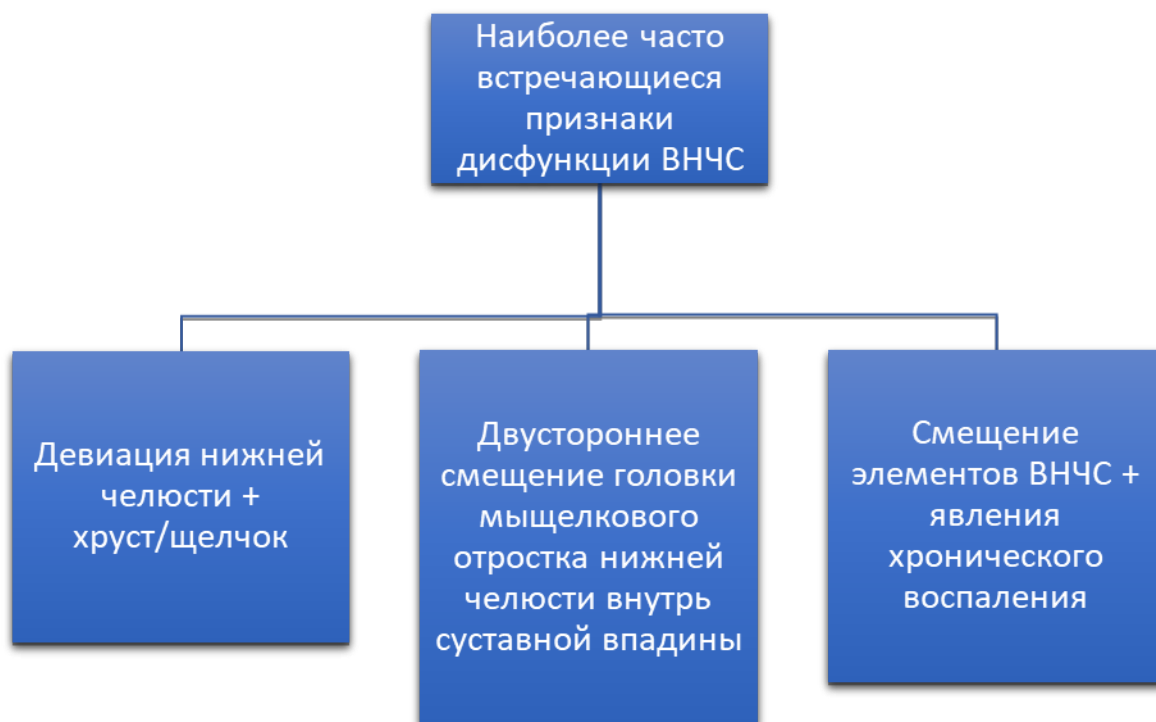 Наиболее часто
встречающиеся
признаки
дисфункции ВНЧС
Девиация нижней
челюсти +
хруст/щелчок
Двустороннее
смещение головки
мыщелкового
отростка нижней
челюсти внутрь
суставной впадины
Смещение
элементов ВНЧС +
явления
хронического
воспаления